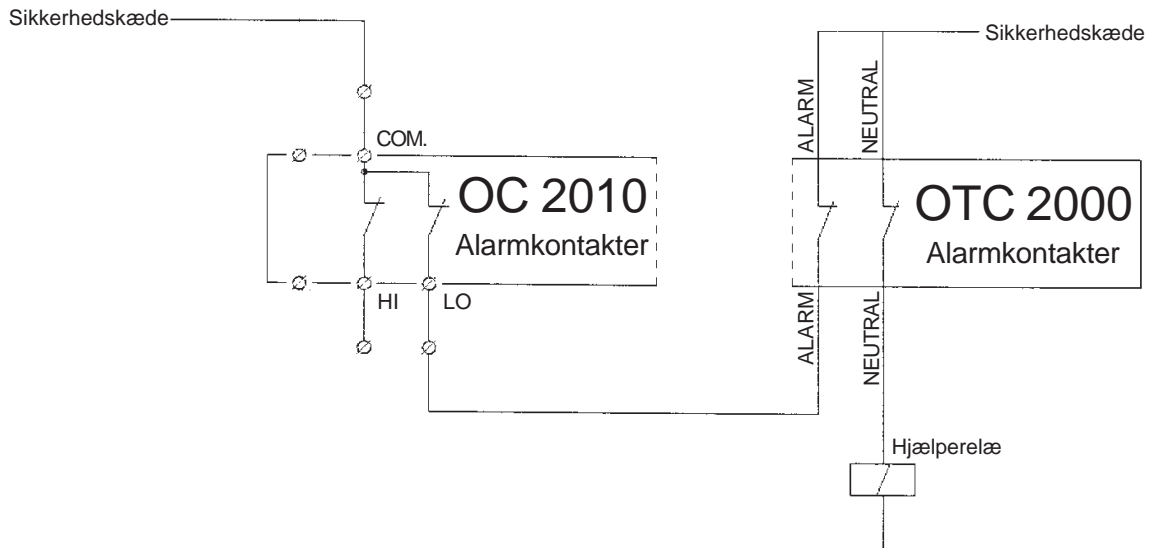 Sikkerhedskæde
Sikkerhedskæde
ALARM
NEUTRAL
COM.
OC 2010
Alarmkontakter
OTC 2000
Alarmkontakter
HI
LO
ALARM
NEUTRAL
Hjælperelæ